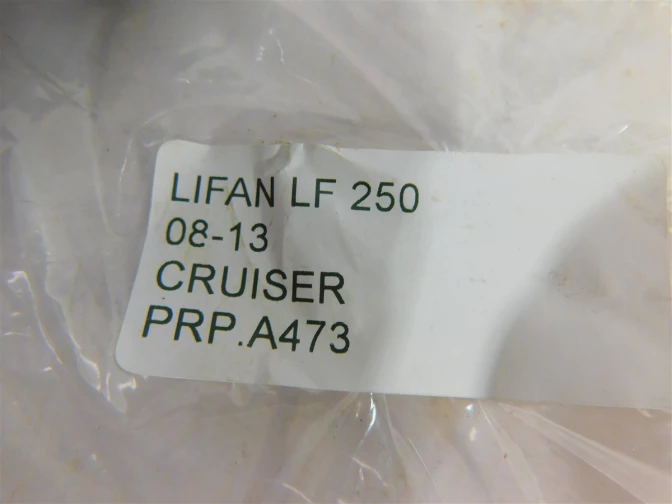 LIFAN LF 250
08-13
CRUISER
PRP.A473